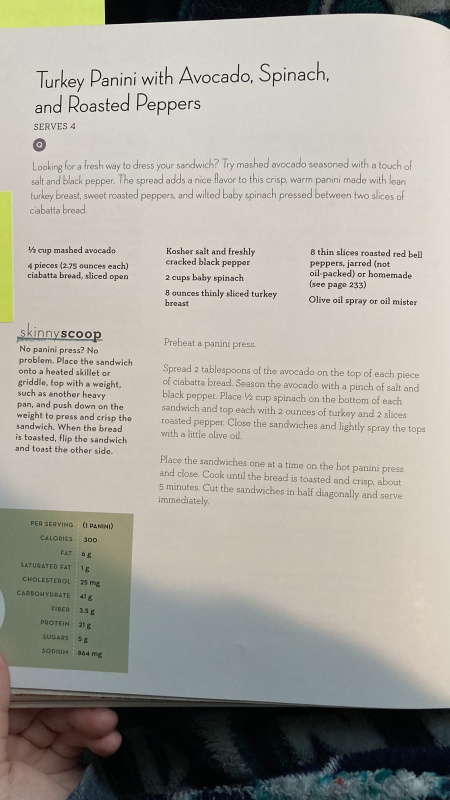 Turkey Panini with Avocado, Spinach,
and Roasted Peppers
SERVES 4
Q
Looking for a fresh way to dress your sandwich? Try mashed avocado seasoned with a touch of
salt and black pepper. The spread adds a nice flavor to this crisp, warm panini made with lean
turkey breast, sweet roasted peppers, and wilted baby spinach pressed between two slices of
ciabatta bread.
½ cup mashed avocado
4 pieces (2.75 ounces each)
ciabatta bread, sliced open
Kosher salt and freshly
cracked black pepper
2 cups baby spinach
8 ounces thinly sliced turkey
breast
8 thin slices roasted red bell
peppers, jarred (not
oil-packed) or homemade
(see page 233)
Olive oil spray or oil mister
skinnyscoop
No panini press? No
problem. Place the sandwich
onto a heated skillet or
griddle, top with a weight,
such as another heavy
pan, and push down on the
weight to press and crisp the
sandwich. When the bread
is toasted, flip the sandwich
and toast the other side.
Preheat a panini press.
Spread 2 tablespoons of the avocado on the top of each piece
of ciabatta bread. Season the avocado with a pinch of salt and
black pepper. Place ½ cup spinach on the bottom of each
sandwich and top each with 2 ounces of turkey and 2 slices
roasted pepper. Close the sandwiches and lightly spray the tops
with a little olive oil.
Place the sandwiches one at a time on the hot panini press
and close. Cook until the bread is toasted and crisp, about
5 minutes. Cut the sandwiches in half diagonally and serve
immediately.
PER SERVING (1 PANINI)
CALORIES 300
FAT 6 g
SATURATED FAT 1 g
CHOLESTEROL 25 mg
CARBOHYDRATE 41 g
FIBER 3.5 g
PROTEIN 21 g
SUGARS 5 g
SODIUM 864 mg